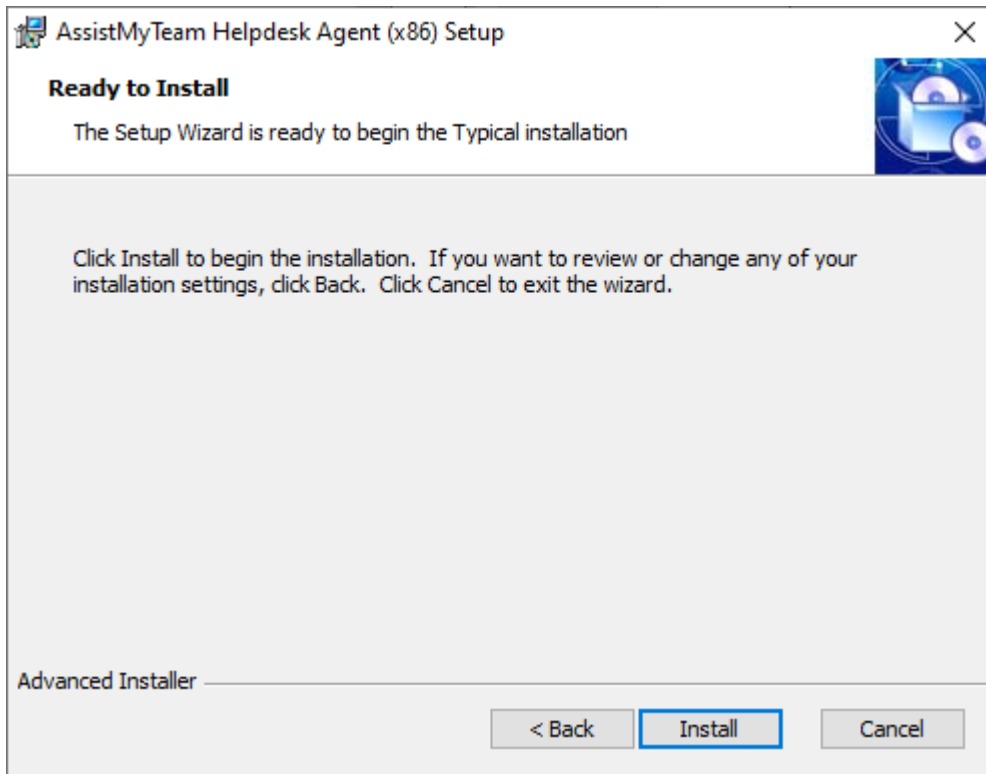 AssistMyTeam Helpdesk Agent (x86) Setup
Ready to Install
The Setup Wizard is ready to begin the Typical installation
Click Install to begin the installation.  If you want to review or change any of your
installation settings, click Back.  Click Cancel to exit the wizard.
Advanced Installer
< Back
Install
Cancel